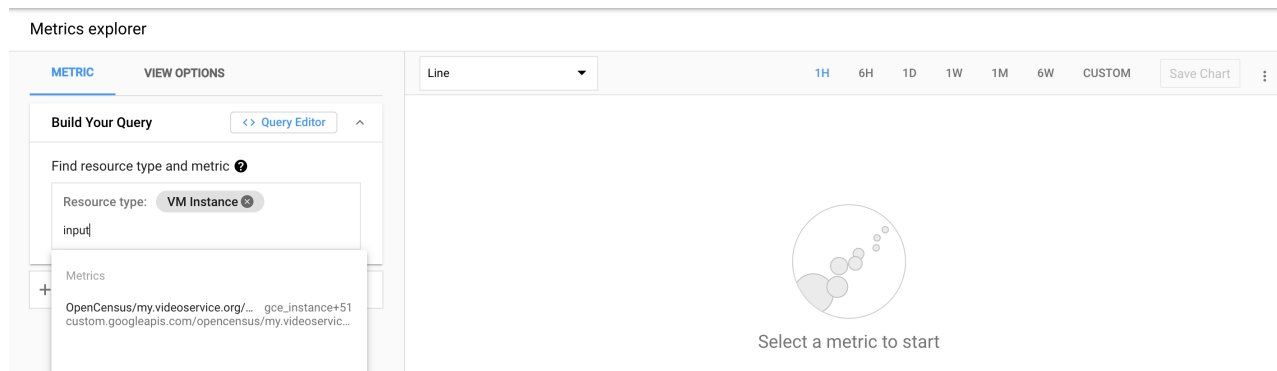 Metrics explorer
METRIC VIEW OPTIONS
Build Your Query <> Query Editor
Find resource type and metric ?
Resource type: VM Instance
input
Metrics
OpenCensus/my.videoservice.org/... gce_instance+51
custom.googleapis.com/opencensus/my.videoservic...
Line 1H 6H 1D 1W 1M 6W CUSTOM Save Chart
Select a metric to start